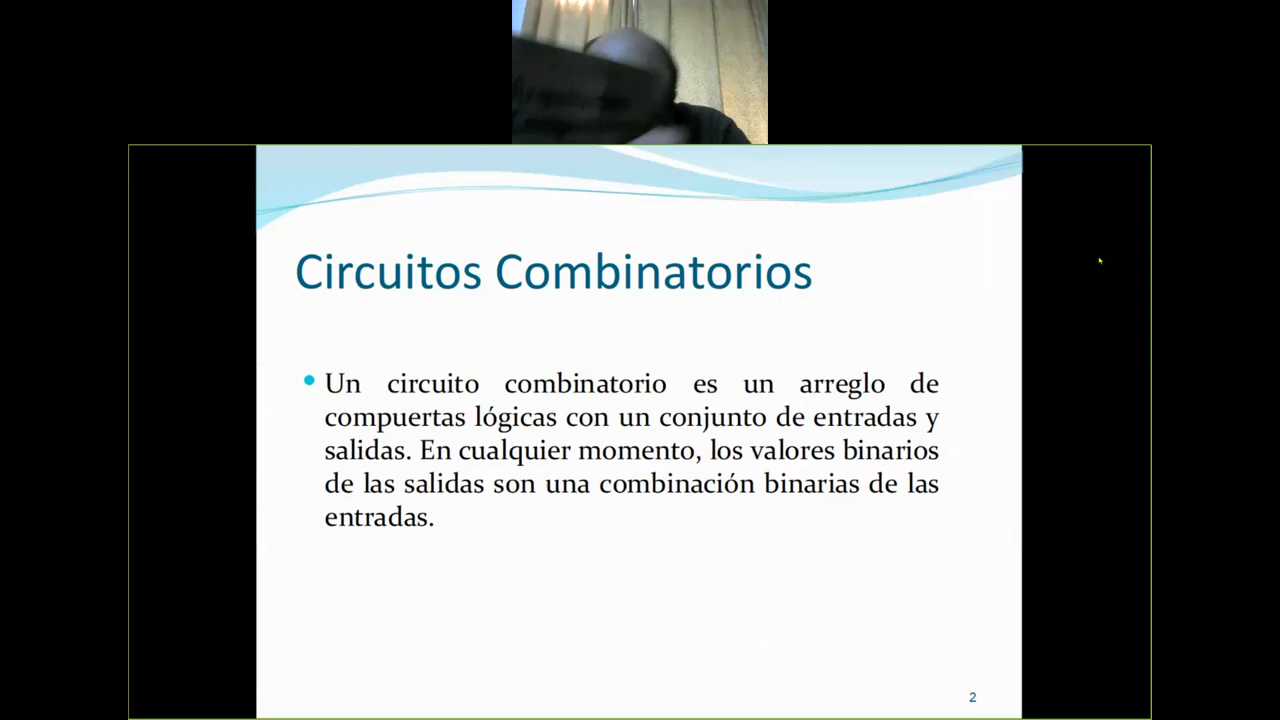 Circuitos Combinatorios
Un circuito combinatorio es un arreglo de
compuertas lógicas con un conjunto de entradas y
salidas. En cualquier momento, los valores binarios
de las salidas son una combinación binarias de las
entradas.
2